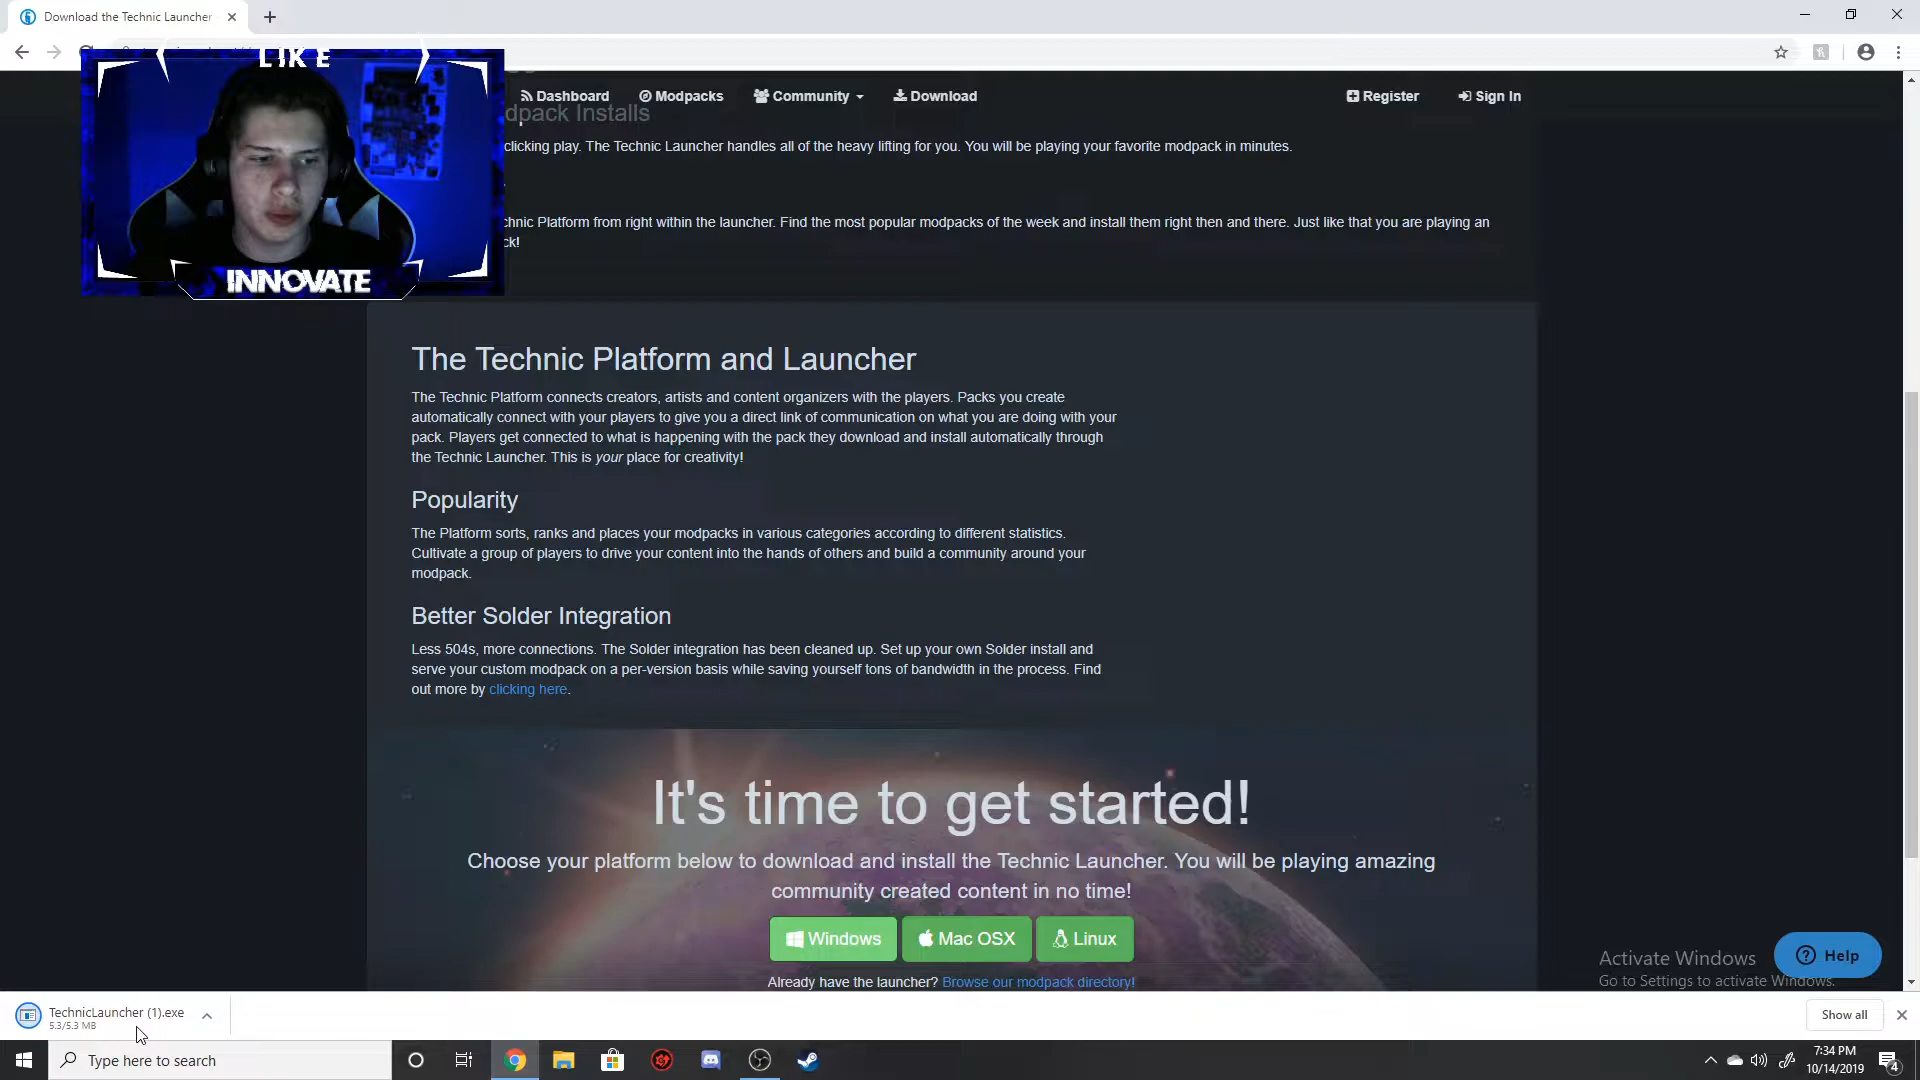 Download the Technic Launcher
LIKE
INNOVATE
Dashboard
Modpacks
Community
Download
Register
Sign In
dpack Installs
clicking play. The Technic Launcher handles all of the heavy lifting for you. You will be playing your favorite modpack in minutes.
chnic Platform from right within the launcher. Find the most popular modpacks of the week and install them right then and there. Just like that you are playing an
ck!
The Technic Platform and Launcher
The Technic Platform connects creators, artists and content organizers with the players. Packs you create
automatically connect with your players to give you a direct link of communication on what you are doing with your
pack. Players get connected to what is happening with the pack they download and install automatically through
the Technic Launcher. This is your place for creativity!
Popularity
The Platform sorts, ranks and places your modpacks in various categories according to different statistics.
Cultivate a group of players to drive your content into the hands of others and build a community around your
modpack.
Better Solder Integration
Less 504s, more connections. The Solder integration has been cleaned up. Set up your own Solder install and
serve your custom modpack on a per-version basis while saving yourself tons of bandwidth in the process. Find
out more by clicking here.
It's time to get started!
Choose your platform below to download and install the Technic Launcher. You will be playing amazing
community created content in no time!
Windows
Mac OSX
Linux
Already have the launcher? Browse our modpack directory!
Activate Windows
Go to Settings to activate Windows.
Help
TechnicLauncher (1).exe
5.3/5.3 MB
Show all
Type here to search
7:34 PM
10/14/2019
4